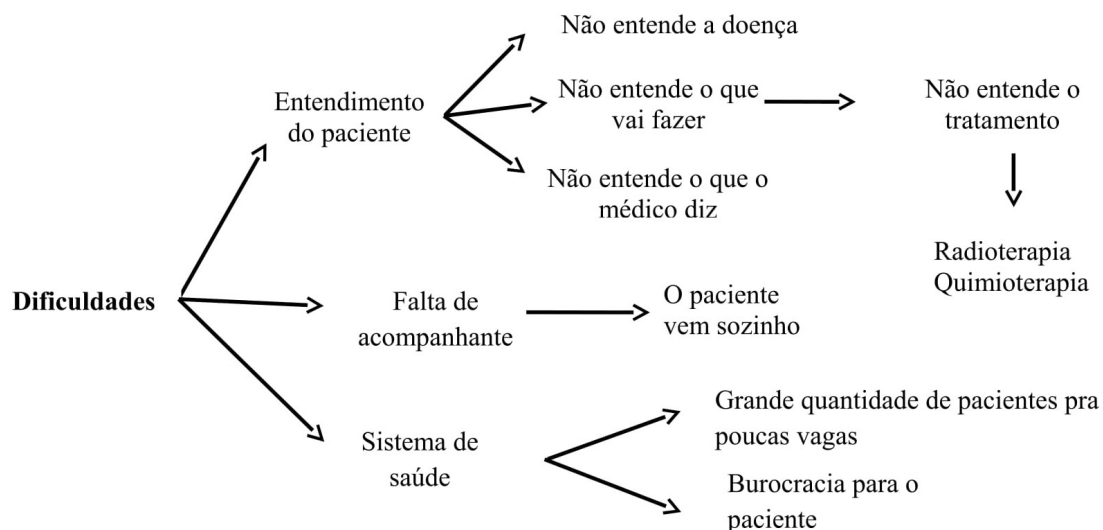 Não entende a doença
Entendimento
do paciente
Não entende o que
vai fazer
Não entende o
tratamento
Não entende o que o
médico diz
Radioterapia
Quimioterapia
Dificuldades
Falta de
acompanhante
O paciente
vem sozinho
Sistema de
saúde
Grande quantidade de pacientes pra
poucas vagas
Burocracia para o
paciente